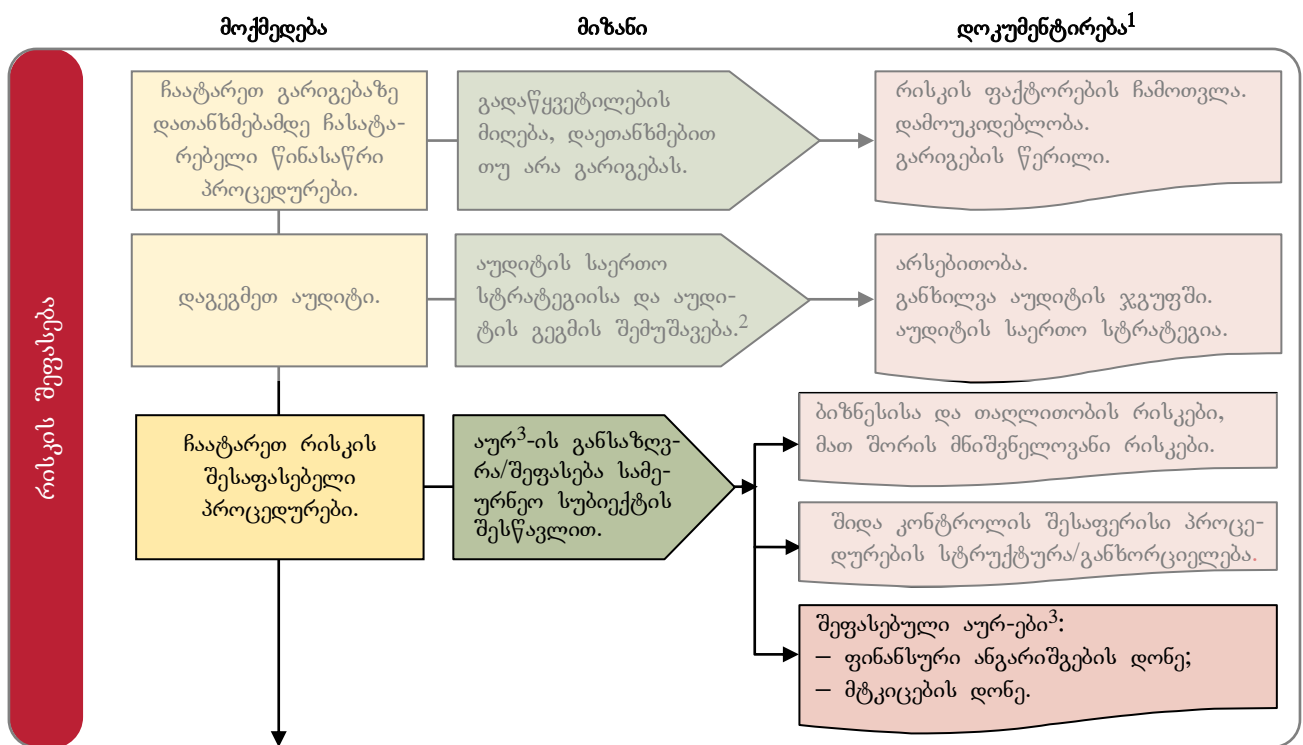 მოქმედება
მიზანი
დოკუმენტირება1
რისკის შეფასება
ჩაატარეთ გარიგებაზე
დათანხმებამდე ჩასატა-
რებელი წინასაწრი
პროცედურები.
გადაწყვეტილების
მიღება, დაეთანხმებით
თუ არა გარიგებას.
რისკის ფაქტორების ჩამოთვლა.
დამოუკიდებლობა.
გარიგების წერილი.
დაგეგმეთ აუდიტი.
აუდიტის საერთო
სტრატეგიისა და აუდი-
ტის გეგმის შემუშავება.2
არსებითობა.
განხილვა აუდიტის ჯგუფში.
აუდიტის საერთო სტრატეგია.
ჩაატარეთ რისკის
შესაფასებელი
პროცედურები.
აურ3-ის განსაზღვ-
რა/შეფასება სამე-
ურნეო სუბიექტის
შესწავლით.
ბიზნესისა და თაღლითობის რისკები,
მათ შორის მნიშვნელოვანი რისკები.
შიდა კონტროლის შესაფერისი პროცე-
დურების სტრუქტურა/განხორციელება.
შეფასებული აურ-ები3:
– ფინანსური ანგარიშგების დონე;
– მტკიცების დონე.